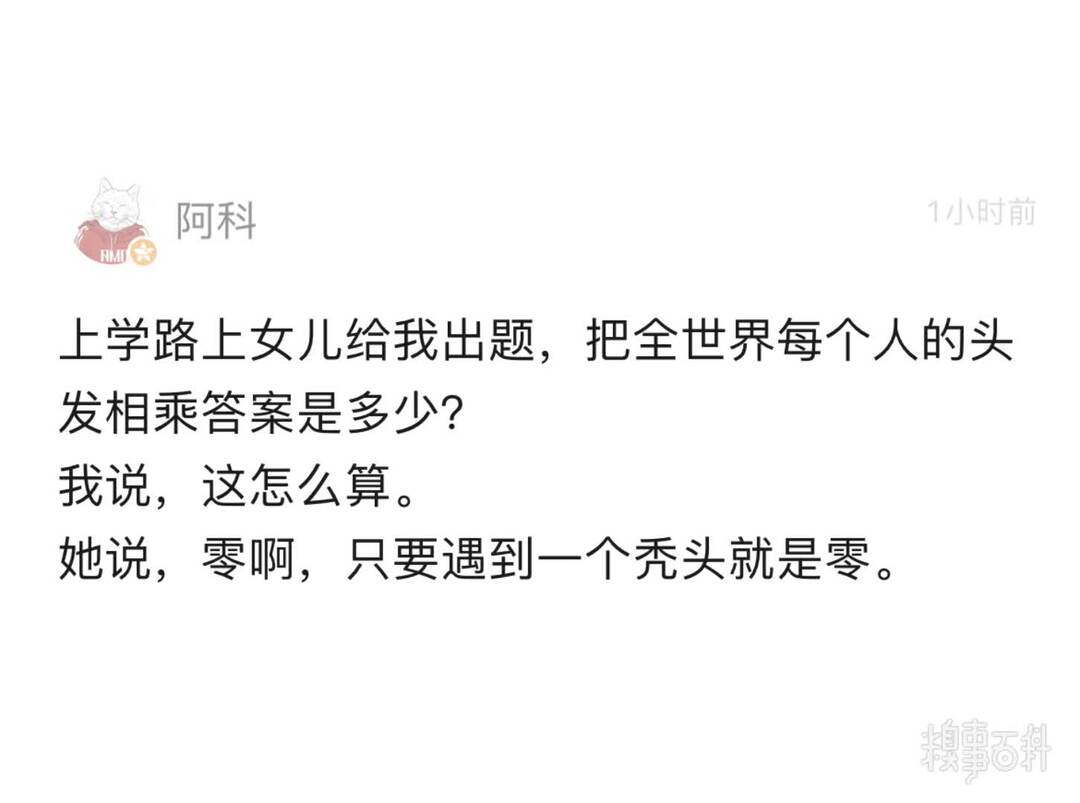 阿科
1小时前
上学路上女儿给我出题，把全世界每个人的头
发相乘答案是多少？
我说，这怎么算。
她说，零啊，只要遇到一个秃头就是零。
糗事百科